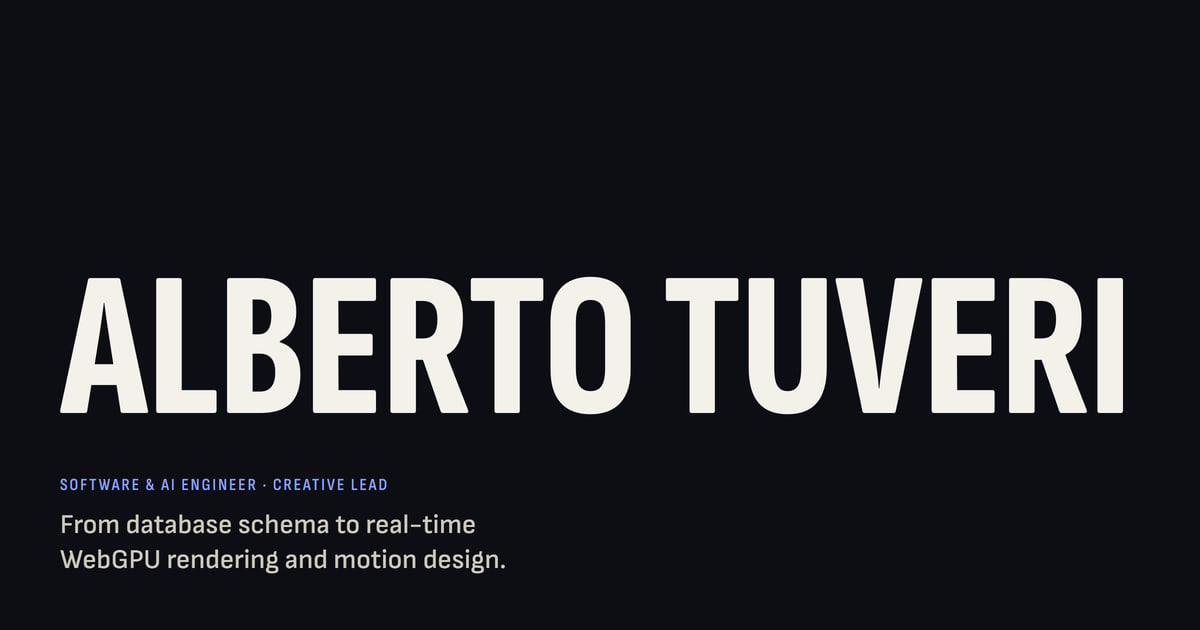 ALBERTO TUVERI
SOFTWARE & AI ENGINEER · CREATIVE LEAD
From database schema to real-time
WebGPU rendering and motion design.